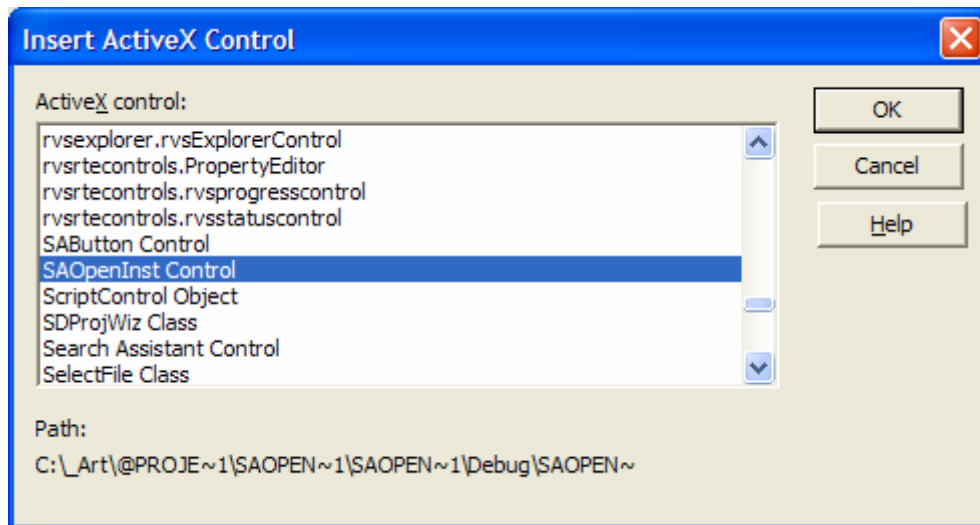 Insert ActiveX Control
ActiveX control:
rvsexplorer.rvsExplorerControl
rvsrtecontrols.PropertyEditor
rvsrtecontrols.rvsprogresscontrol
rvsrtecontrols.rvsstatuscontrol
SAButton Control
SAOpenInst Control
ScriptControl Object
SDProjWiz Class
Search Assistant Control
SelectFile Class
OK
Cancel
Help
Path:
C:\_Art\@PROJE~1\SAOPEN~1\SAOPEN~1\Debug\SAOPEN~